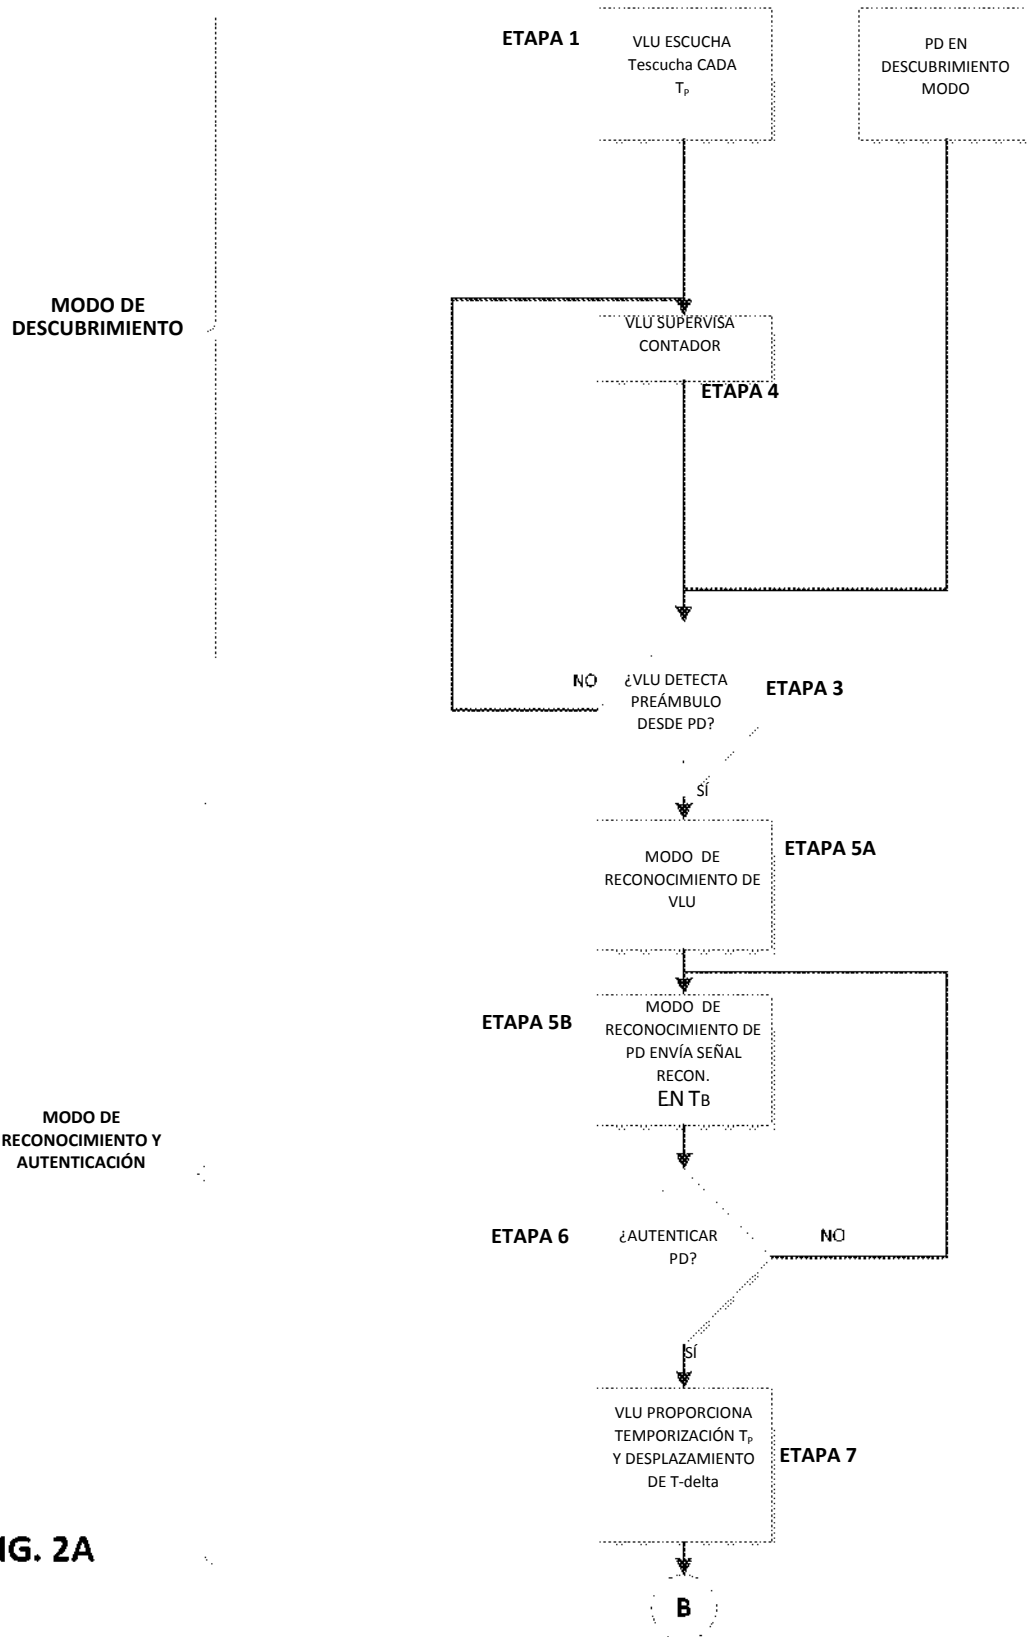 ETAPA 1
VLU ESCUCHA
Tescucha CADA
Tₚ
PD EN
DESCUBRIMIENTO
MODO
MODO DE
DESCUBRIMIENTO
VLU SUPERVISA
CONTADOR
ETAPA 4
NO
¿VLU DETECTA
PREÁMBULO
DESDE PD?
ETAPA 3
SÍ
MODO DE
RECONOCIMIENTO DE
VLU
ETAPA 5A
ETAPA 5B
MODO DE
RECONOCIMIENTO DE
PD ENVÍA SEÑAL
RECON.
EN TB
MODO DE
RECONOCIMIENTO Y
AUTENTICACIÓN
ETAPA 6
¿AUTENTICAR
PD?
NO
SÍ
VLU PROPORCIONA
TEMPORIZACIÓN Tₚ
Y DESPLAZAMIENTO
DE T-delta
ETAPA 7
IG. 2A
B